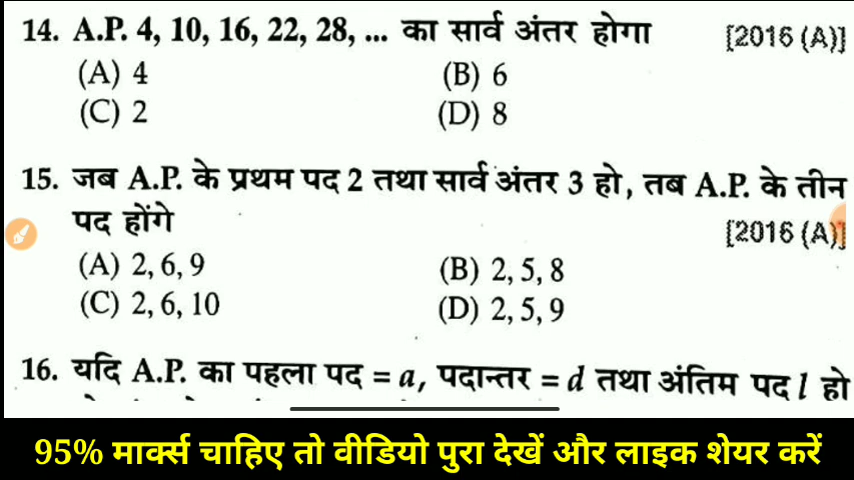 14. A.P. 4, 10, 16, 22, 28, ... का सार्व अंतर होगा [2016 (A)]
(A) 4 (B) 6
(C) 2 (D) 8
15. जब A.P. के प्रथम पद 2 तथा सार्व अंतर 3 हो, तब A.P. के तीन
पद होंगे [2016 (A)]
(A) 2, 6, 9 (B) 2, 5, 8
(C) 2, 6, 10 (D) 2, 5, 9
16. यदि A.P. का पहला पद = a, पदान्तर = d तथा अंतिम पद l हो
95% मार्क्स चाहिए तो वीडियो पुरा देखें और लाइक शेयर करें